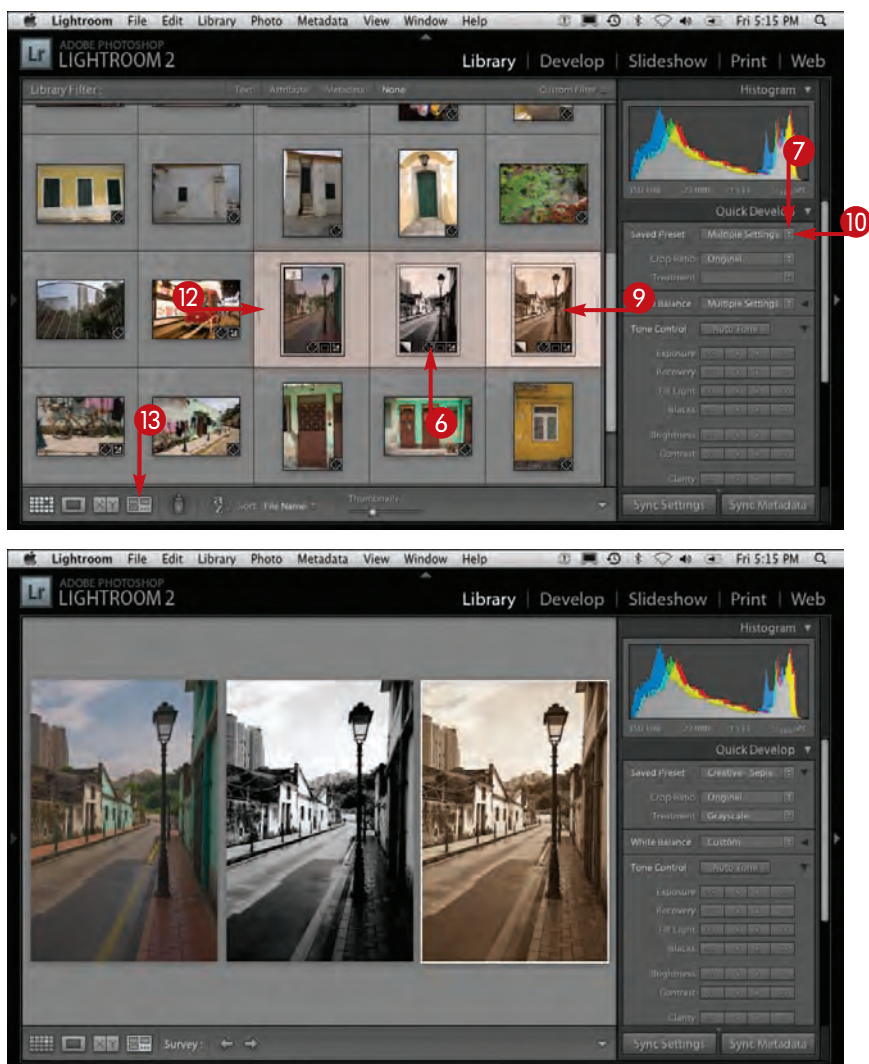 Lightroom File Edit Library Photo Metadata View Window Help Fri 5:15 PM
Lr ADOBE PHOTOSHOP
LIGHTROOM 2
Library | Develop | Slideshow | Print | Web
Library Filter: Text Attribute Metadata None Custom Filter
Histogram
7
Quick Develop
Saved Preset Multiple Settings
10
Crop Ratio Original
Treatment
12
9
Balance Multiple Settings
Tone Control Auto Tone
Exposure
Recovery
Fill Light
Blacks
6
13
Brightness
Contrast
Clarity
XY Sort: File Name Thumbnails
Sync Settings Sync Metadata
Lightroom File Edit Library Photo Metadata View Window Help Fri 5:15 PM
Lr ADOBE PHOTOSHOP
LIGHTROOM 2
Library | Develop | Slideshow | Print | Web
Histogram
Quick Develop
Saved Preset Creative - Sepia
Crop Ratio Original
Treatment Grayscale
White Balance Custom
Tone Control Auto Tone
Exposure
Recovery
Fill Light
Blacks
Brightness
Contrast
Clarity
XY Survey:
Sync Settings Sync Metadata